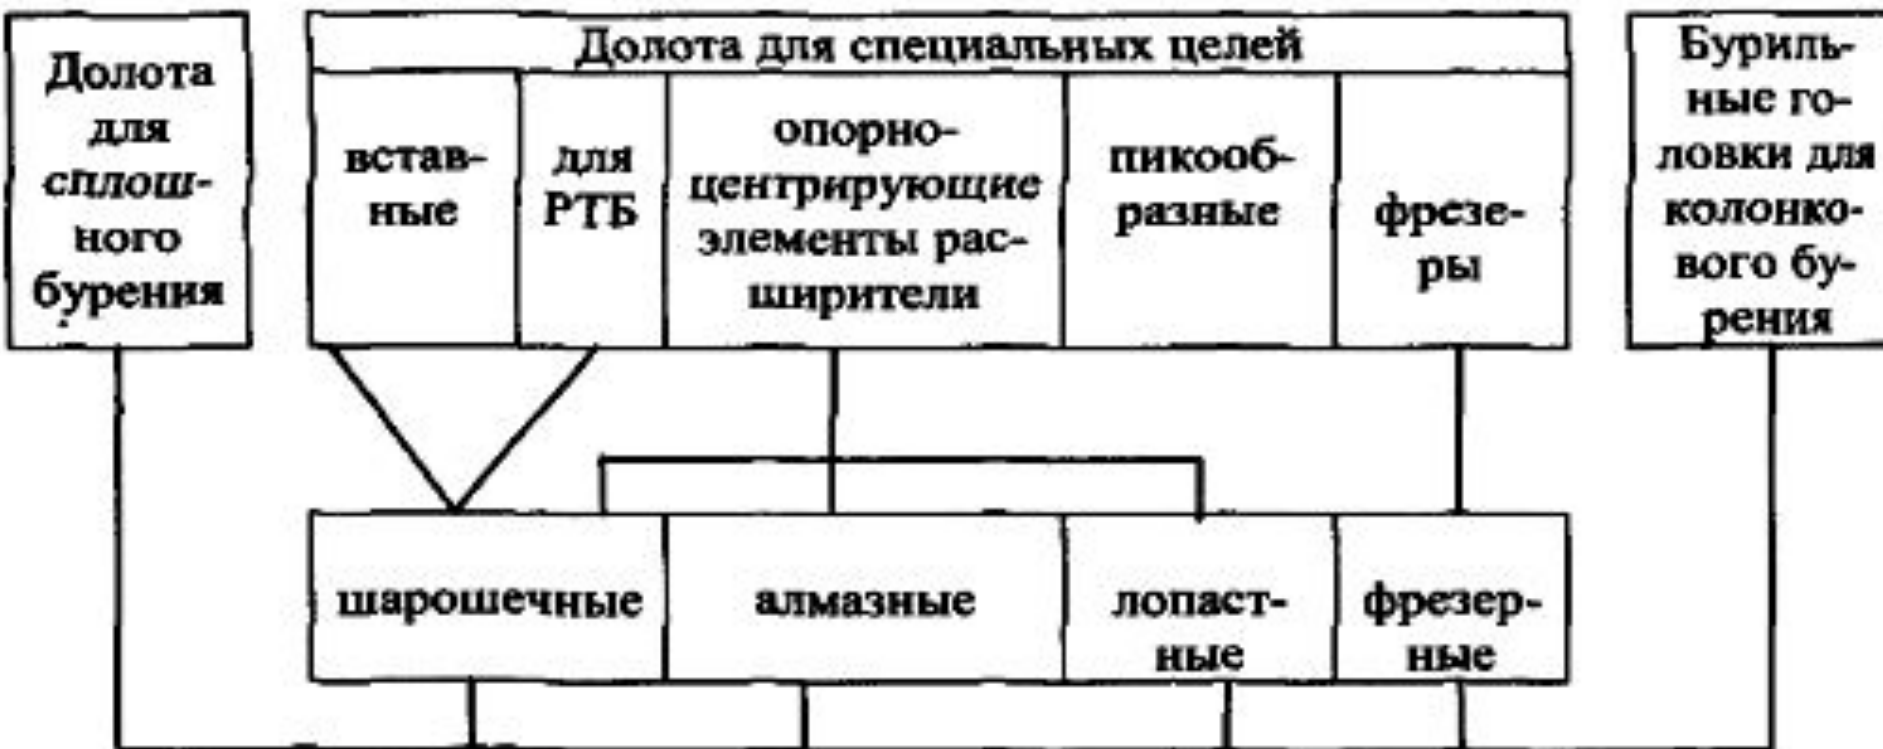 Долота
для
сплош-
ного
бурения
Долота для специальных целей
встав-
ные
для
РТБ
опорно-
центрирующие
элементы рас-
ширители
пикооб-
разные
фрезе-
ры
Буриль-
ные го-
ловки для
колонко-
вого бу-
рения
шарошечные
алмазные
лопаст-
ные
фрезер-
ные